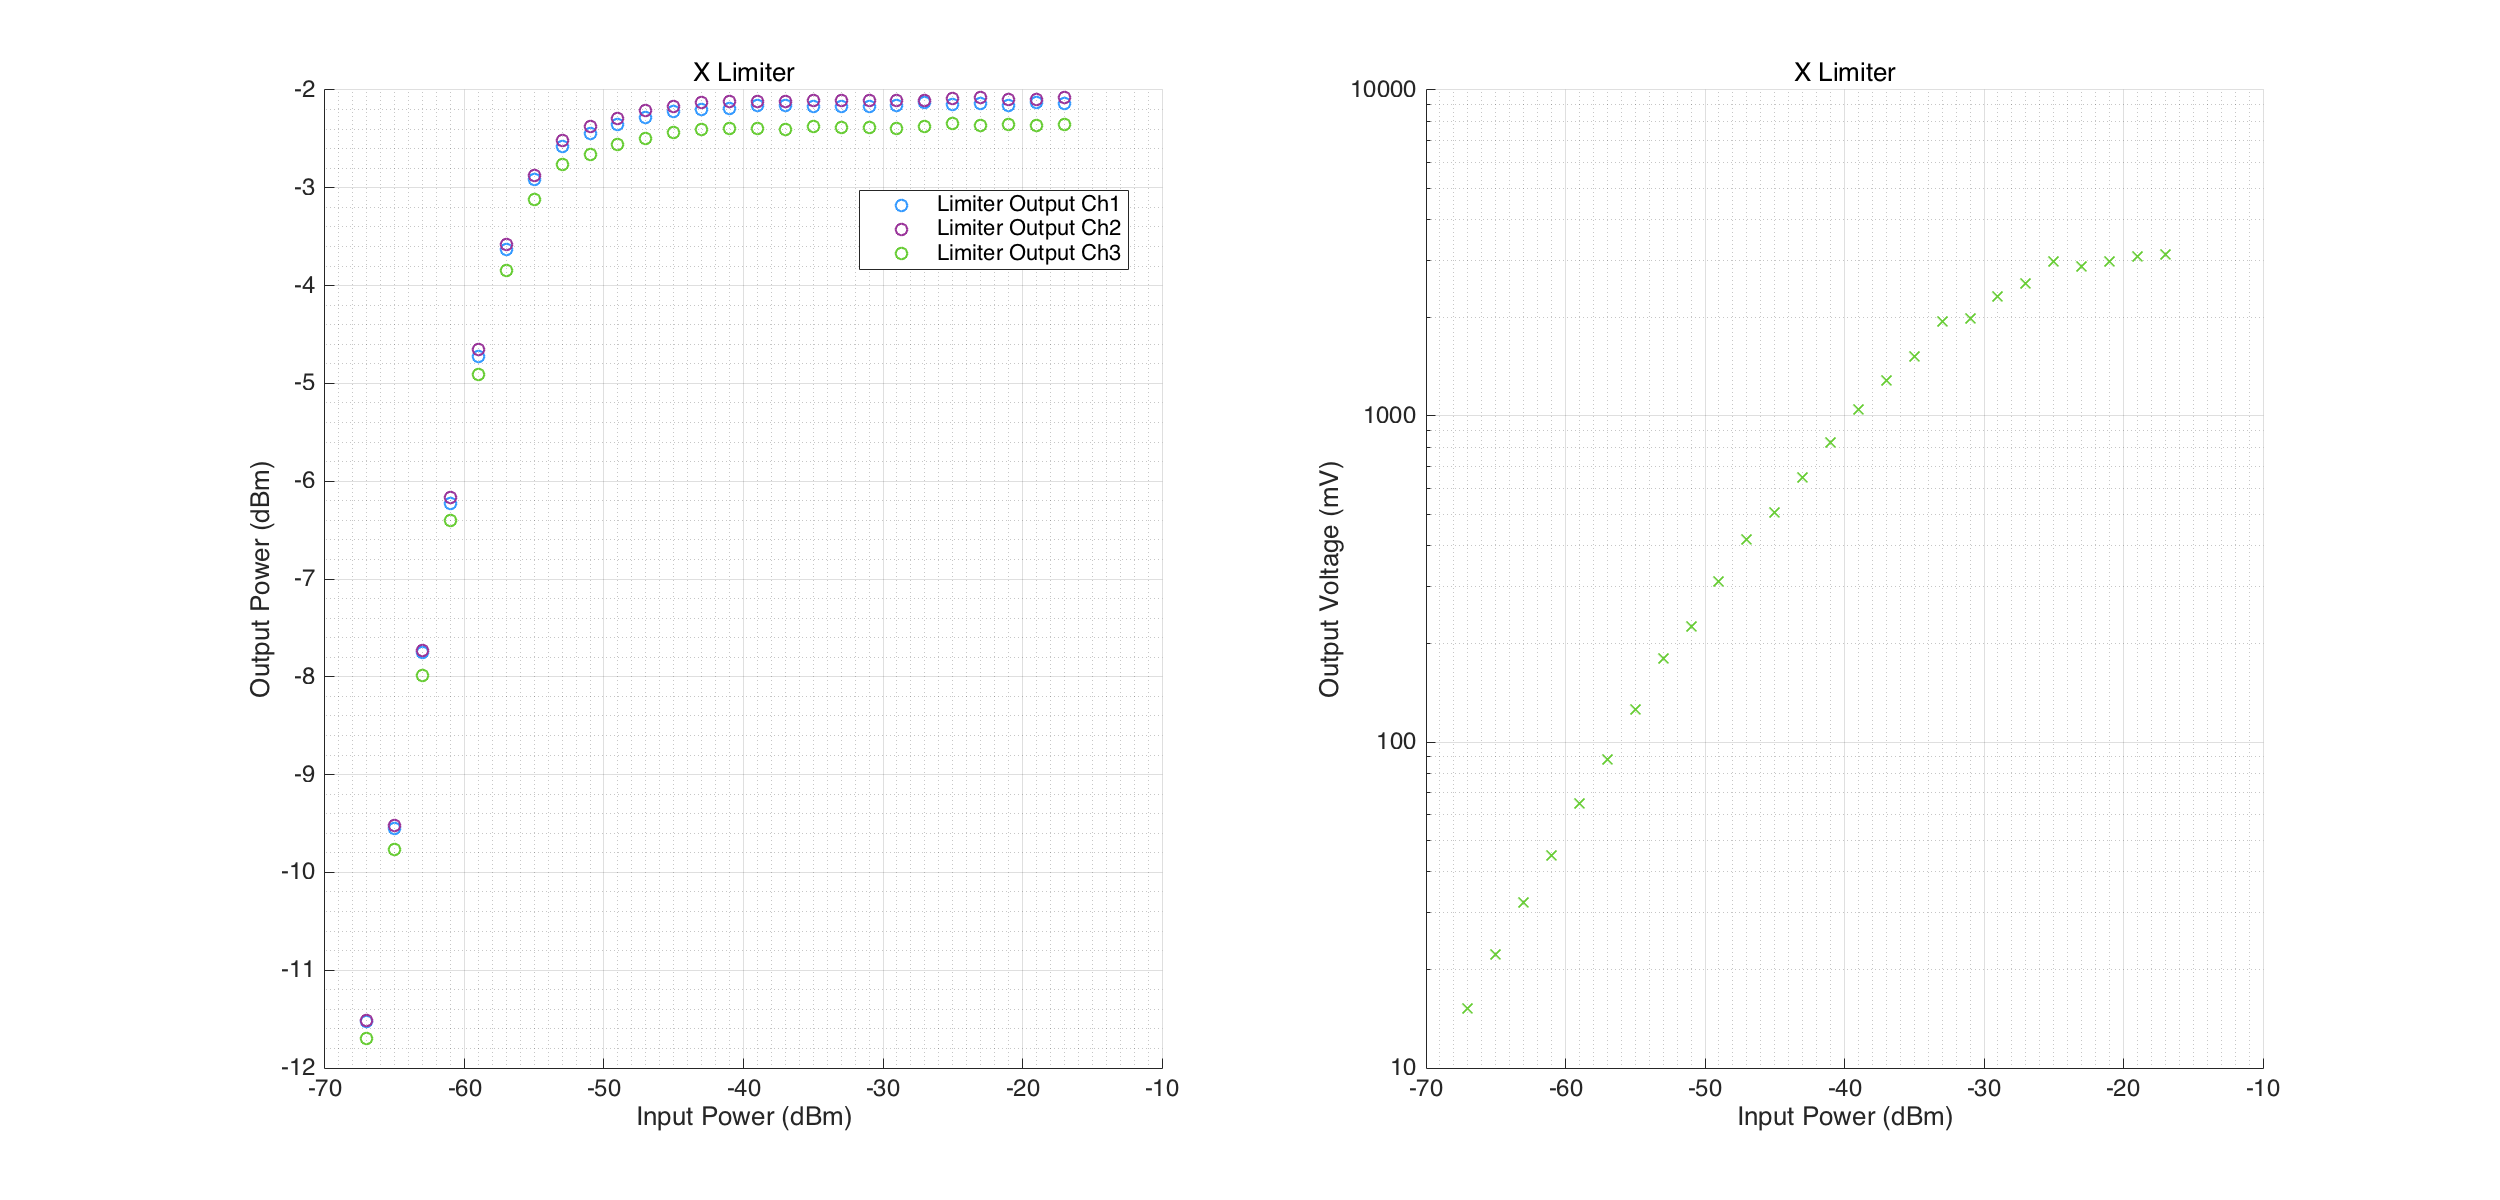 X Limiter
-2
-3
-4
-5
-6
-7
-8
-9
-10
-11
-12
Output Power (dBm)
Limiter Output Ch1
Limiter Output Ch2
Limiter Output Ch3
-70 -60 -50 -40 -30 -20 -10
Input Power (dBm)
X Limiter
10000
1000
100
10
Output Voltage (mV)
-70 -60 -50 -40 -30 -20 -10
Input Power (dBm)